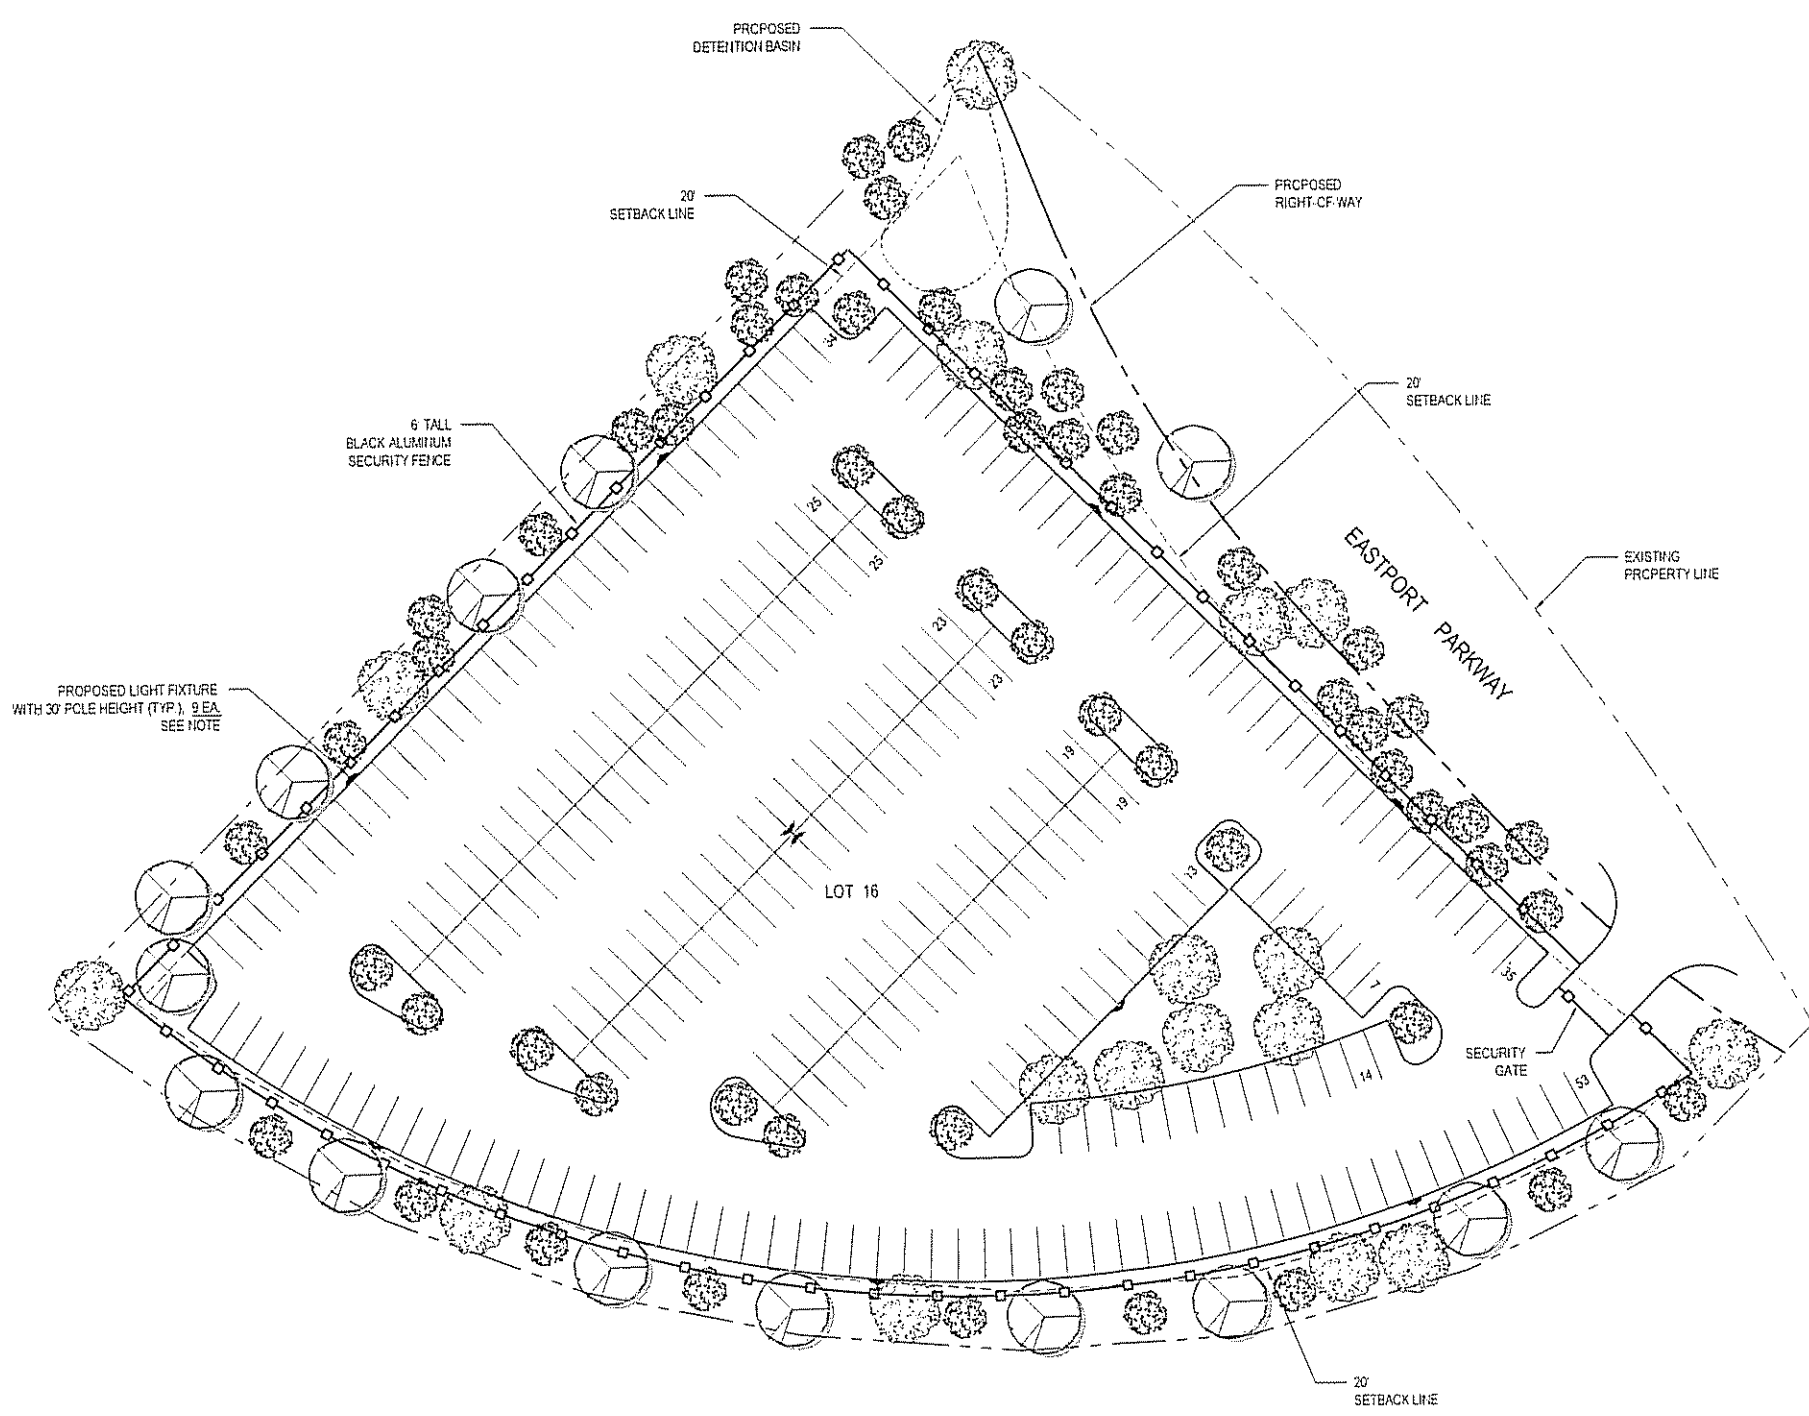 PROPOSED
DETENTION BASIN
20'
SETBACK LINE
PROPOSED
RIGHT-OF-WAY
20'
SETBACK LINE
6' TALL
BLACK ALUMINUM
SECURITY FENCE
25
25
EASTPORT PARKWAY
EXISTING
PROPERTY LINE
23
23
PROPOSED LIGHT FIXTURE
WITH 30' POLE HEIGHT (TYP.), 9 EA.
SEE NOTE
19
19
LOT 16
13
35
7
SECURITY
GATE
14
53
20'
SETBACK LINE